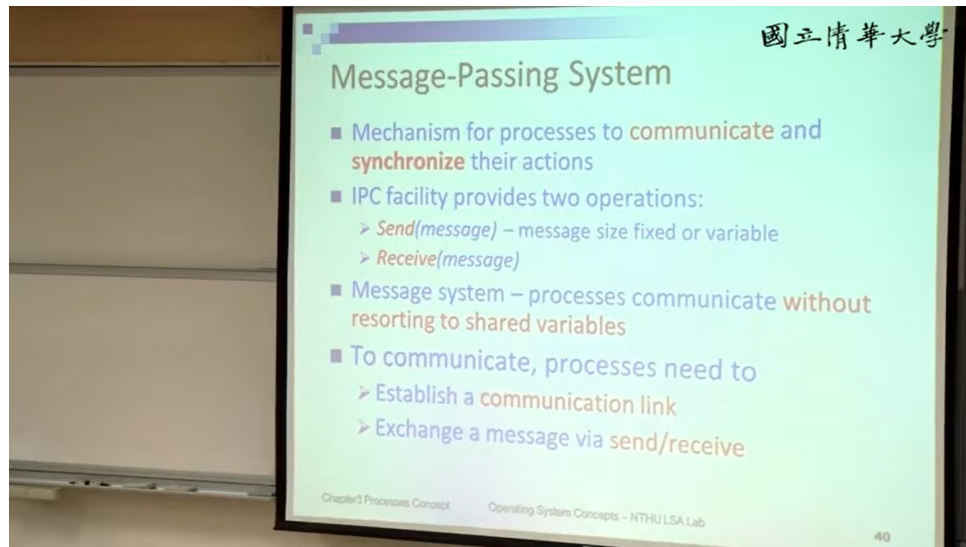 國立清華大學
Message-Passing System
■ Mechanism for processes to communicate and
synchronize their actions
■ IPC facility provides two operations:
➢ Send(message) – message size fixed or variable
➢ Receive(message)
■ Message system – processes communicate without
resorting to shared variables
■ To communicate, processes need to
➢ Establish a communication link
➢ Exchange a message via send/receive
Chapter3 Processes Concept Operating System Concepts – NTHU LSA Lab
40